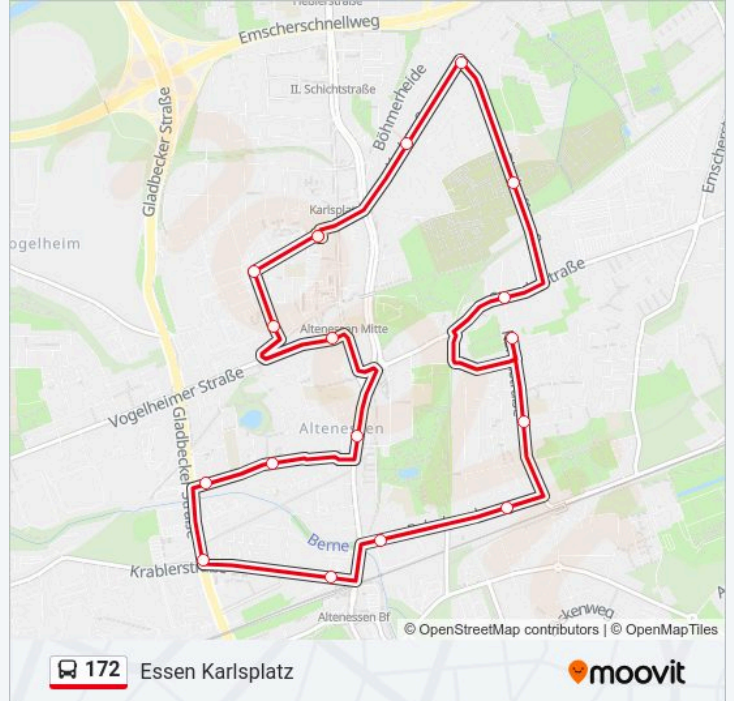 Emscherschnellweg
II. Schichtstraße
Böhmerheide
Gladbecker Straße
Karlsplatz
ogelheim
Altenessen Mitte
Vogelheimer Straße
Altenessen
Gladbecker Straße
Berne
Krablerstraße
Altenessen Bf
© OpenStreetMap contributors | © OpenMapTiles
172 Essen Karlsplatz
moovit